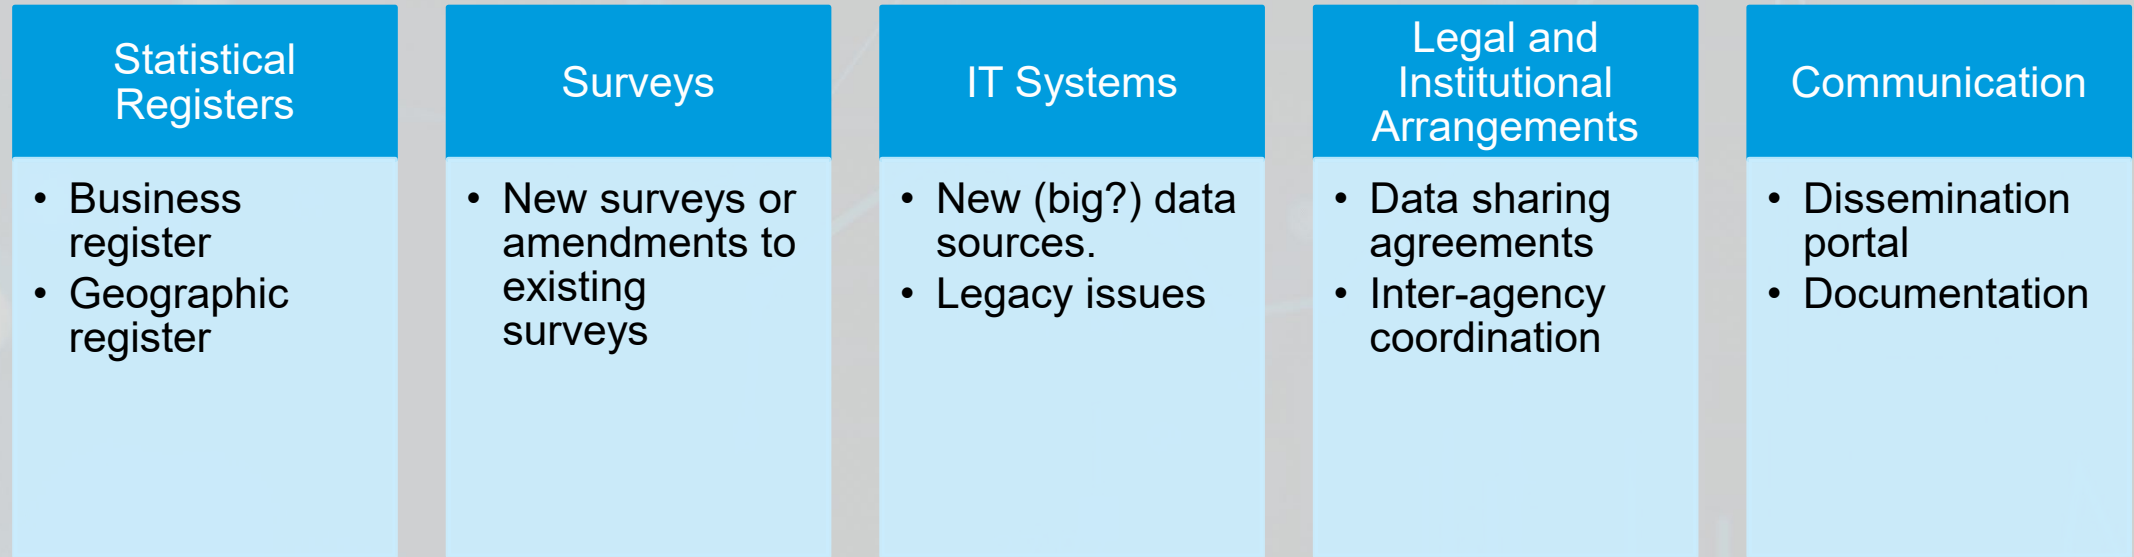 Statistical
Registers
• Business
register
• Geographic
register
Surveys
• New surveys or
amendments to
existing
surveys
IT Systems
• New (big?) data
sources.
• Legacy issues
Legal and
Institutional
Arrangements
• Data sharing
agreements
• Inter-agency
coordination
Communication
• Dissemination
portal
• Documentation